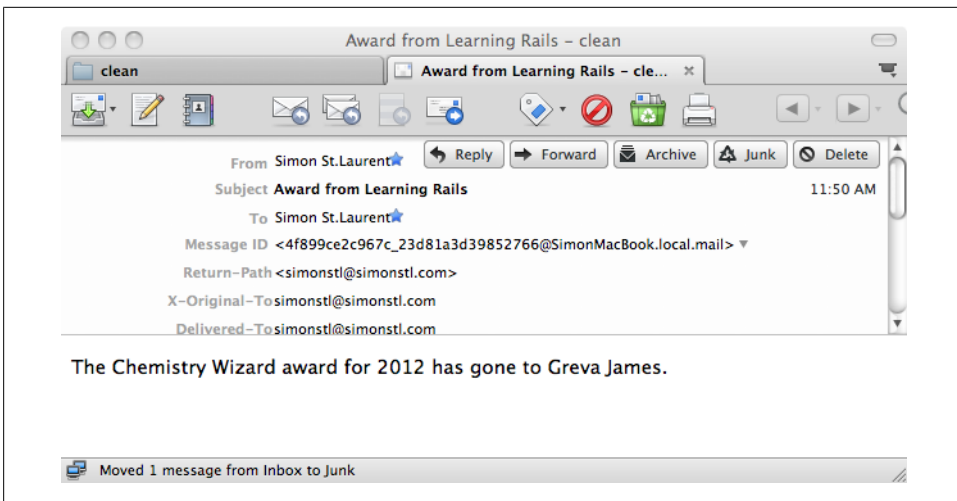 Award from Learning Rails – clean
clean
Award from Learning Rails – cle...
Reply Forward Archive Junk Delete
From Simon St.Laurent
Subject Award from Learning Rails 11:50 AM
To Simon St.Laurent
Message ID <4f899ce2c967c_23d81a3d39852766@SimonMacBook.local.mail>
Return-Path <simonstl@simonstl.com>
X-Original-To simonstl@simonstl.com
Delivered-To simonstl@simonstl.com
The Chemistry Wizard award for 2012 has gone to Greva James.
Moved 1 message from Inbox to Junk